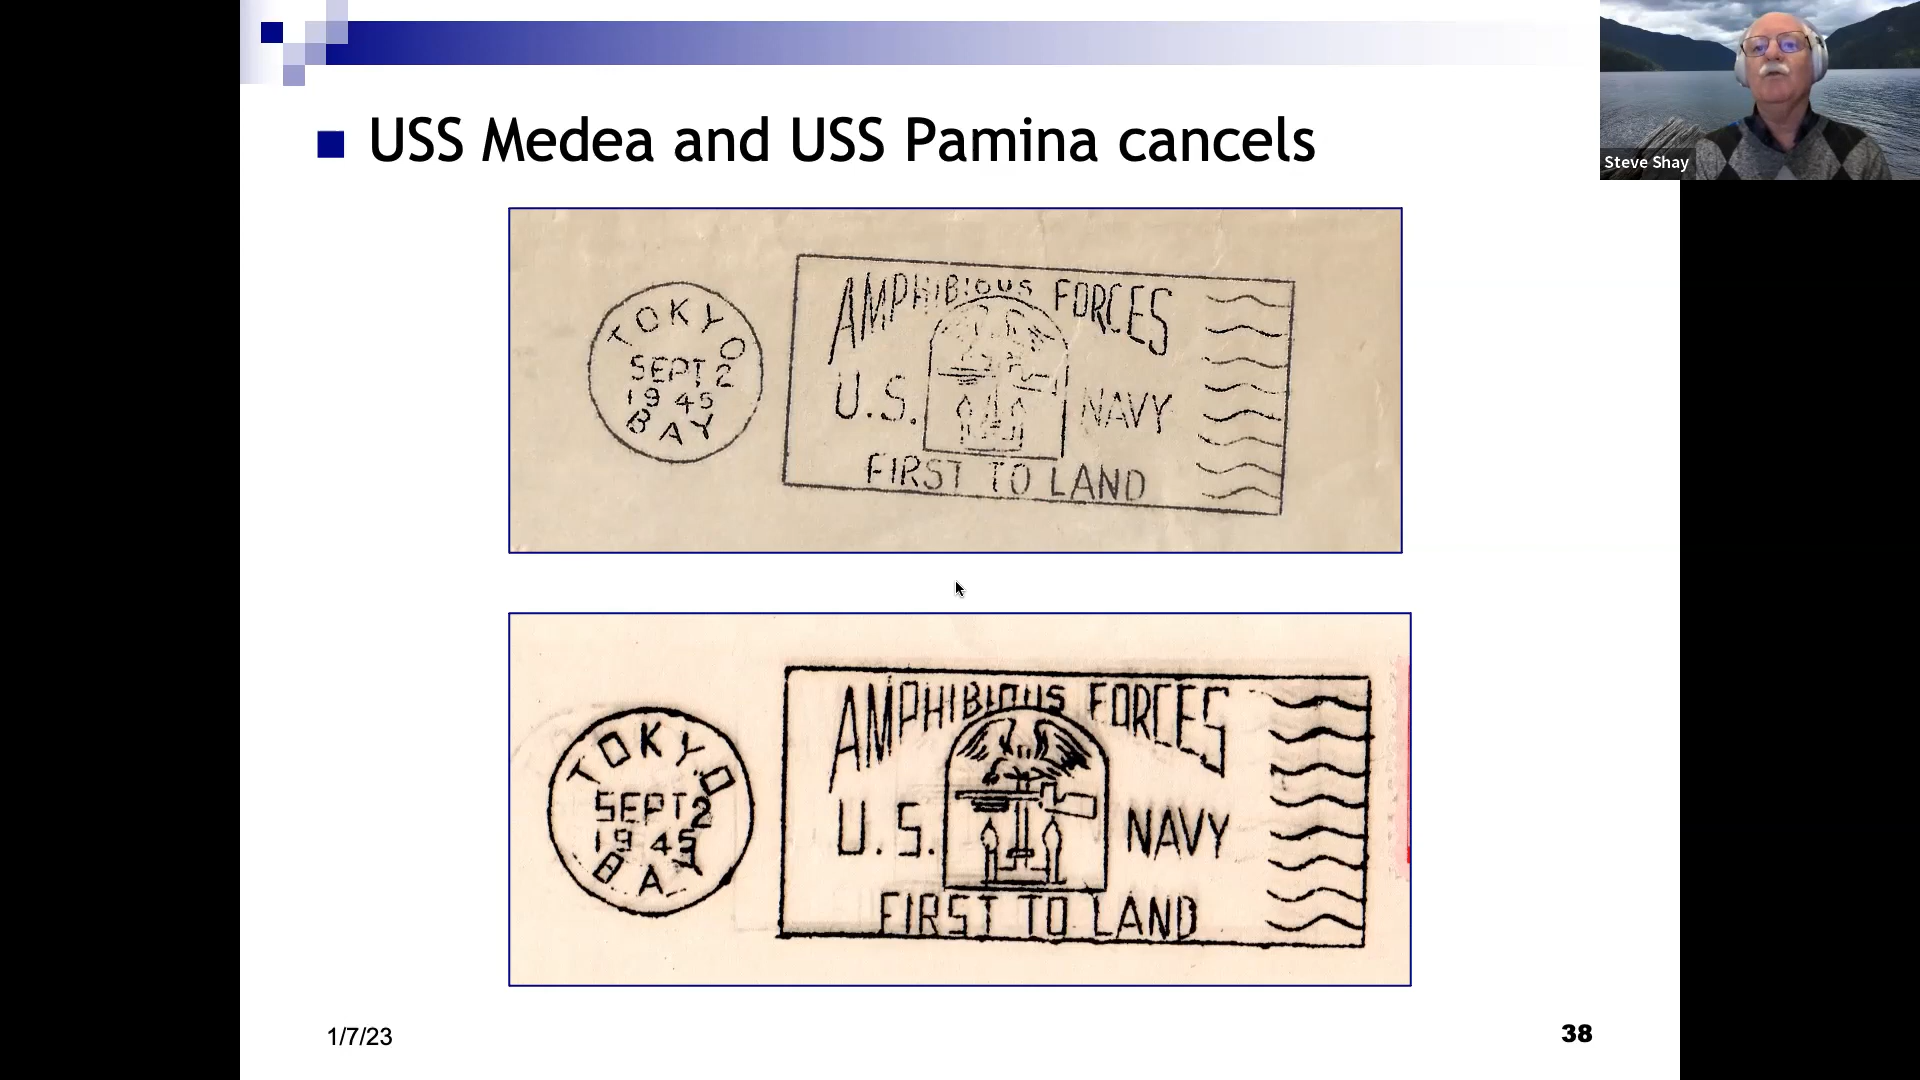 USS Medea and USS Pamina cancels
Steve Shay
TOKYO
SEPT 2
1945
BAY
AMPHIBIOUS FORCES
U.S. NAVY
FIRST TO LAND
TOKYO
SEPT 2
1945
BAY
AMPHIBIOUS FORCES
U.S. NAVY
FIRST TO LAND
1/7/23
38